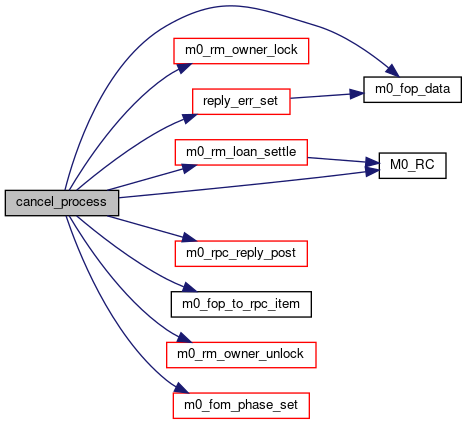 m0_rm_owner_lock
m0_fop_data
reply_err_set
m0_rm_loan_settle
M0_RC
cancel_process
m0_rpc_reply_post
m0_fop_to_rpc_item
m0_rm_owner_unlock
m0_fom_phase_set